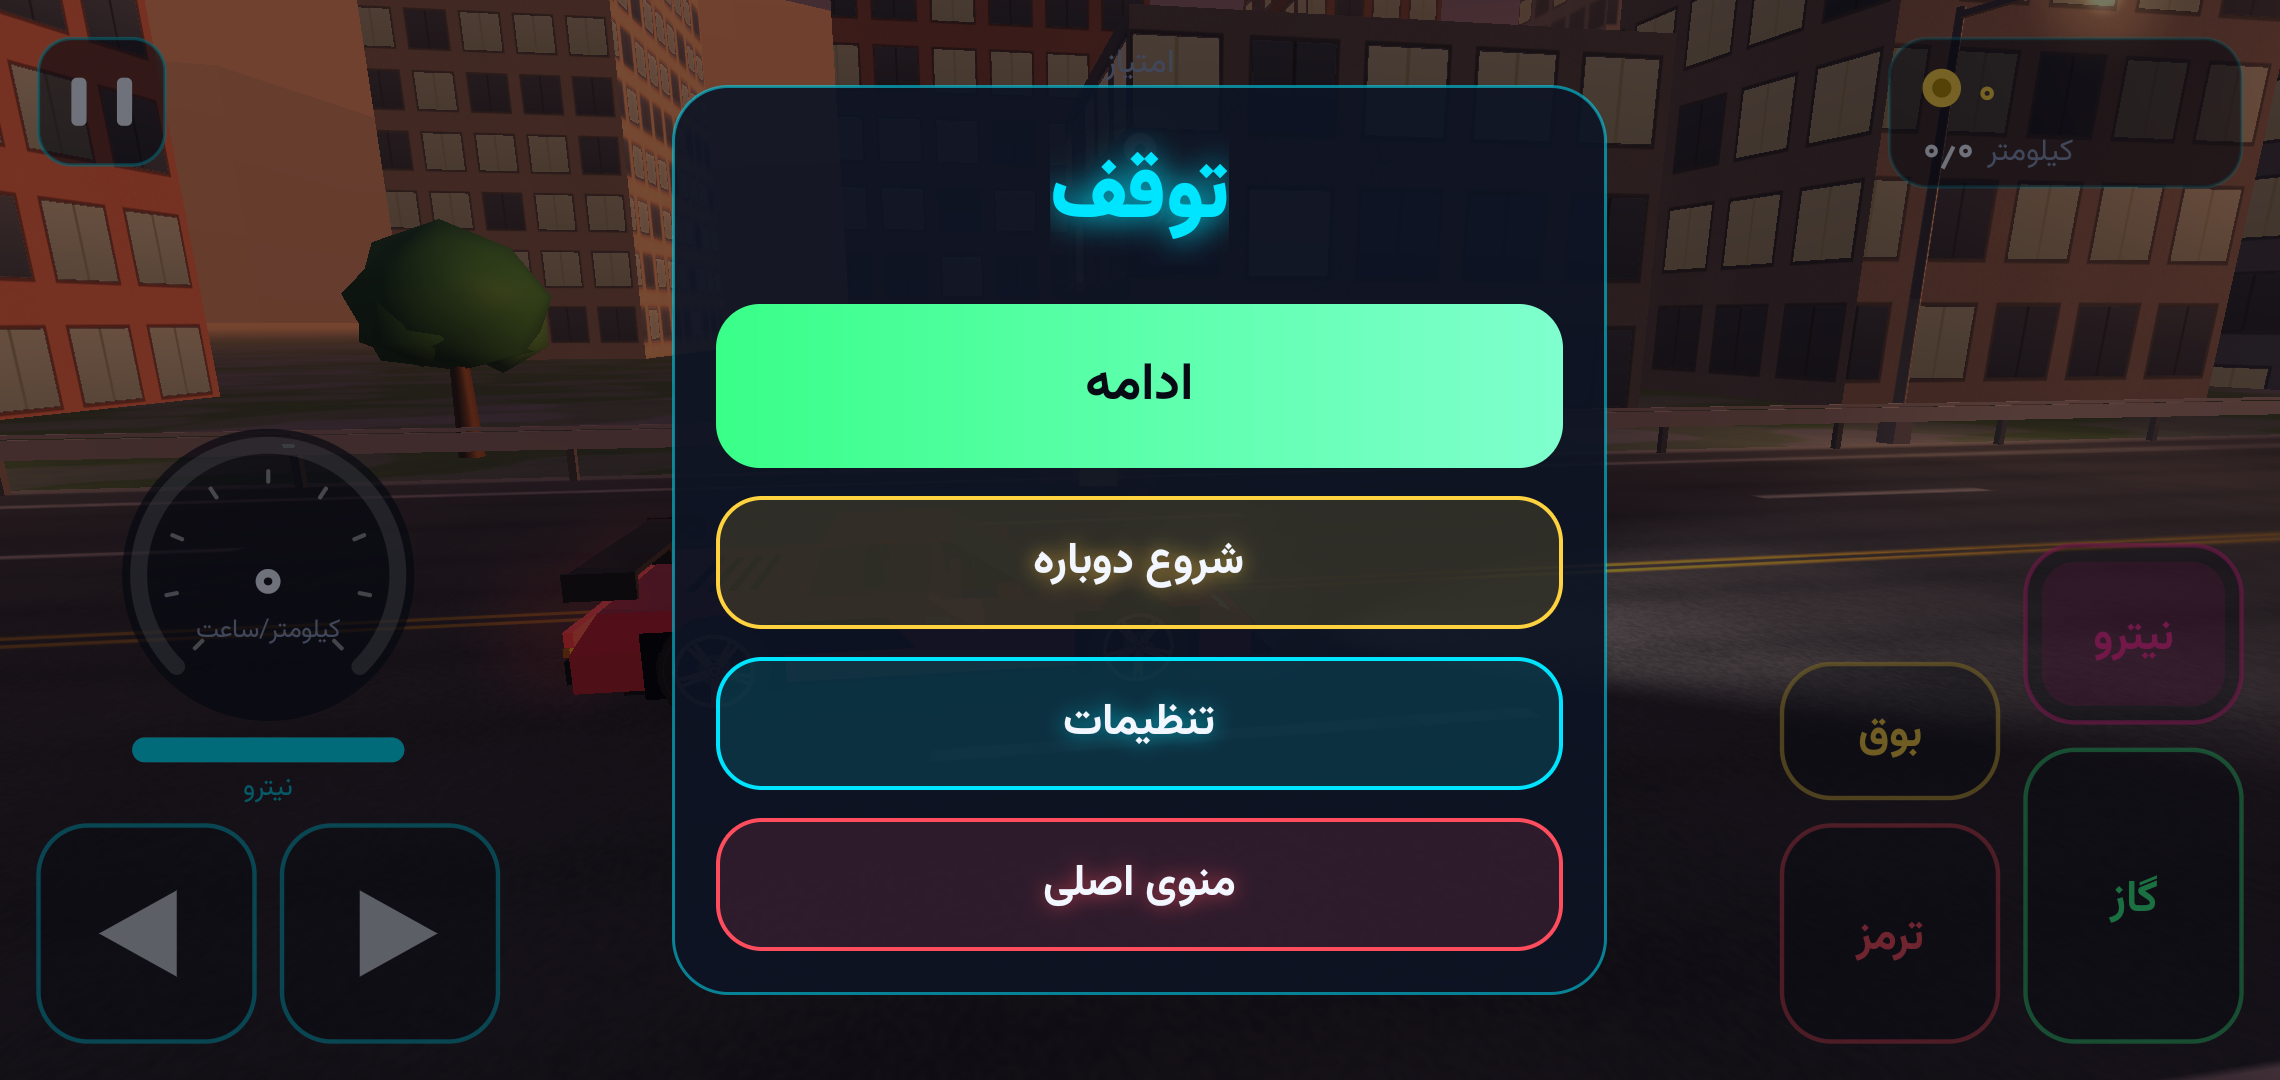 امتیاز
۰
۰/۰ کیلومتر
توقف
ادامه
شروع دوباره
تنظیمات
منوی اصلی
۰
کیلومتر/ساعت
نیترو
نیترو
بوق
گاز
ترمز